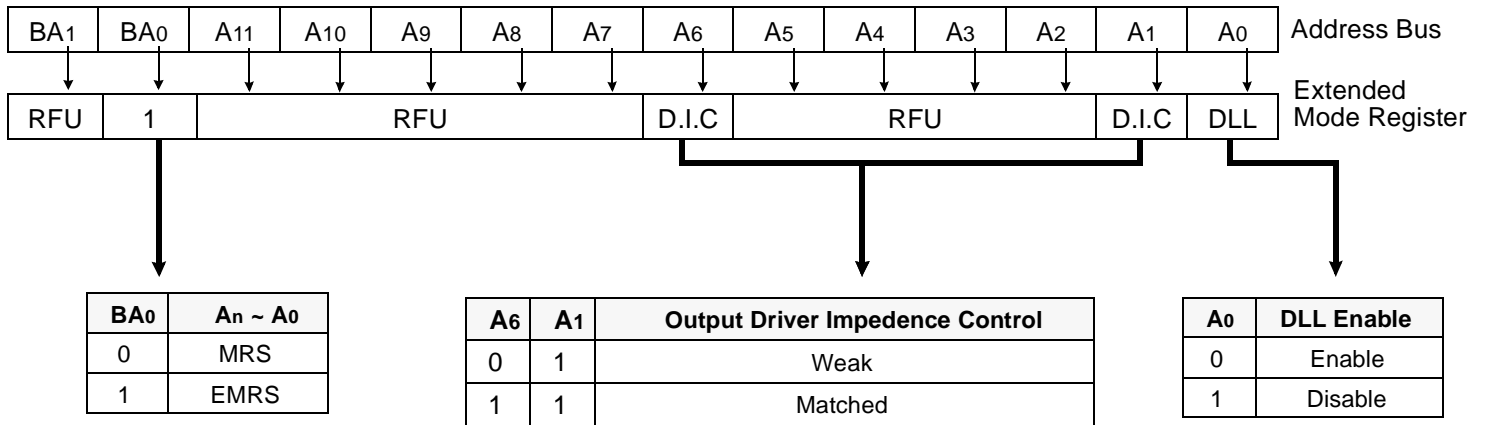 BA1 BA0 A11 A10 A9 A8 A7 A6 A5 A4 A3 A2 A1 A0 Address Bus
RFU 1 RFU D.I.C RFU D.I.C DLL Extended
Mode Register
BA0 An ~ A0
0 MRS
1 EMRS
A6 A1 Output Driver Impedence Control
0 1 Weak
1 1 Matched
A0 DLL Enable
0 Enable
1 Disable